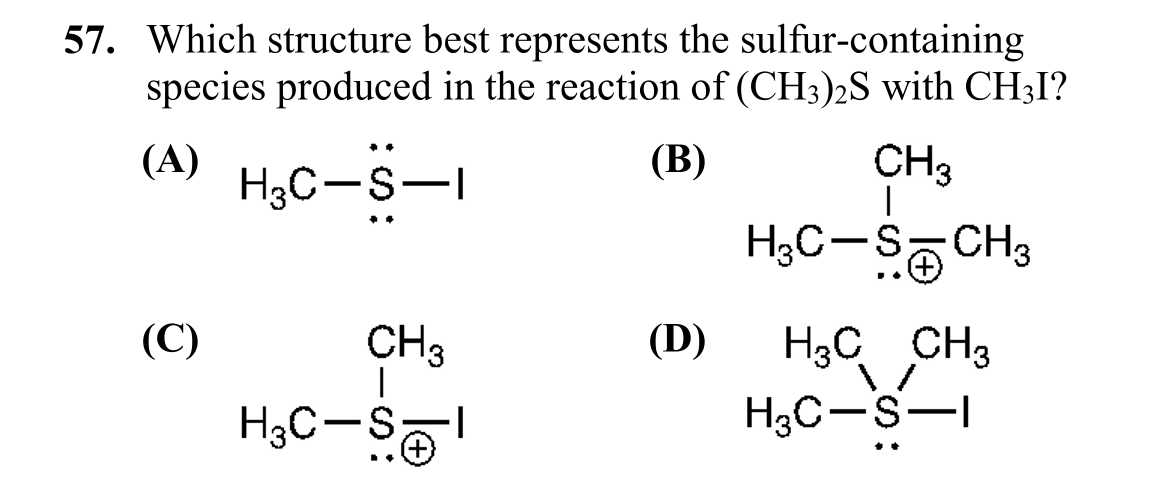 57. Which structure best represents the sulfur-containing
species produced in the reaction of (CH₃)₂S with CH₃I?
(A) H₃C–S–I
(B) CH₃
H₃C–S–CH₃
⊕
(C) CH₃
H₃C–S–I
⊕
(D) H₃C CH₃
H₃C–S–I